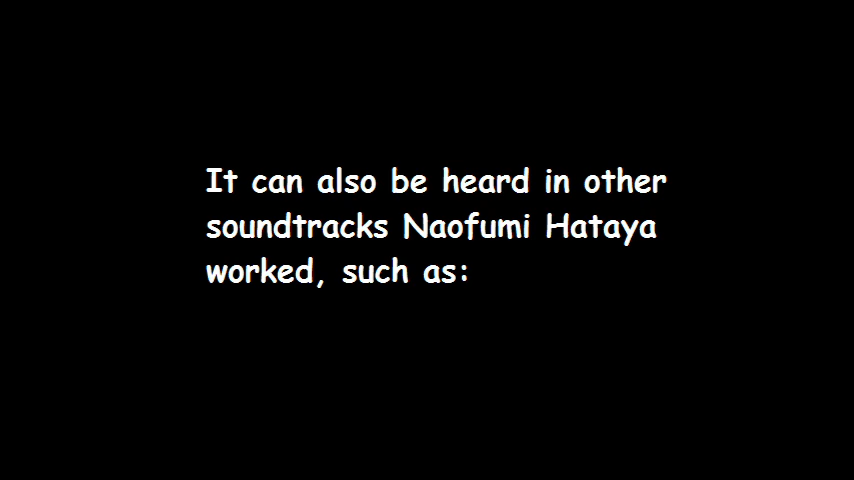 It can also be heard in other
soundtracks Naofumi Hataya
worked, such as: